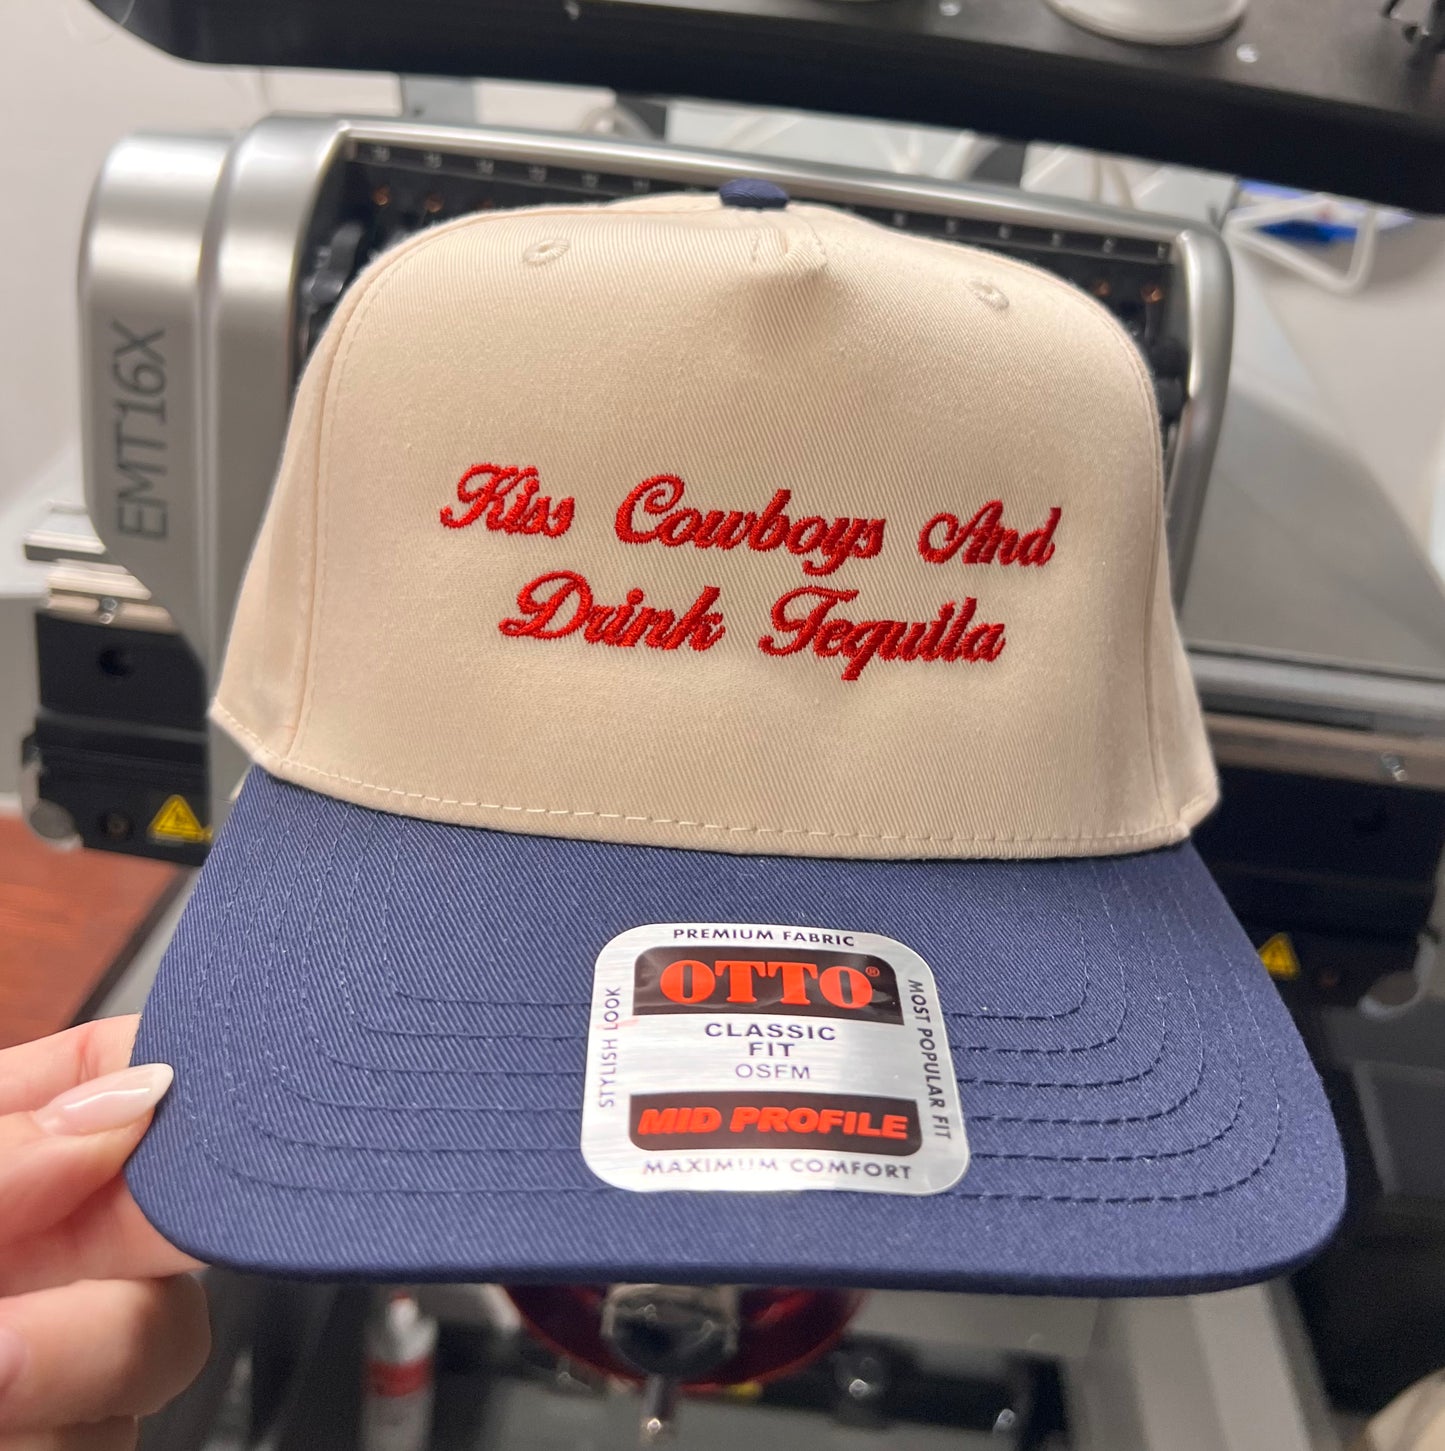 EMT16X
Kiss Cowboys And
Drink Tequila
PREMIUM FABRIC
OTTO®
STYLISH LOOK
CLASSIC
FIT
OSFM
MOST POPULAR FIT
MID PROFILE
MAXIMUM COMFORT